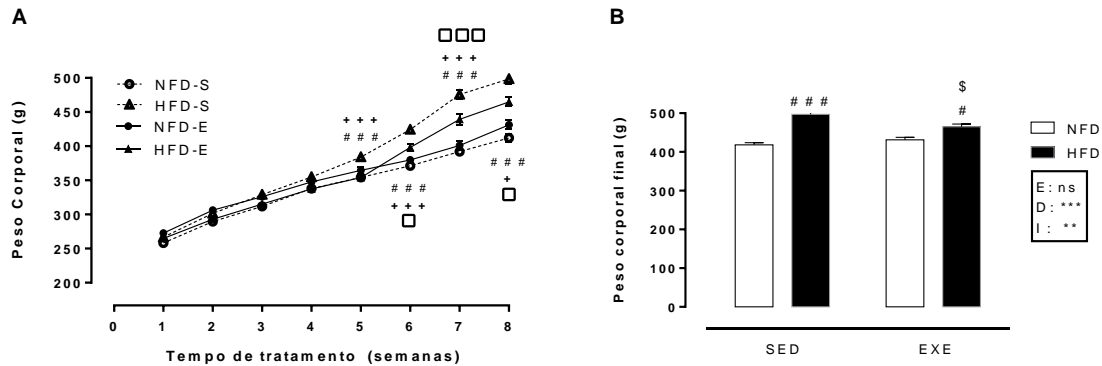 A
NFD-S
HFD-S
NFD-E
HFD-E
Peso Corporal (g)
500
450
400
350
300
250
200
+ + +
# # #
+ + +
# # #
# # #
+ + +
# # #
+
0 1 2 3 4 5 6 7 8
Tempo de tratamento (semanas)
B
Peso corporal final (g)
500
400
300
200
100
0
# # #
$
#
SED EXE
NFD
HFD
E: ns
D: ***
I: **